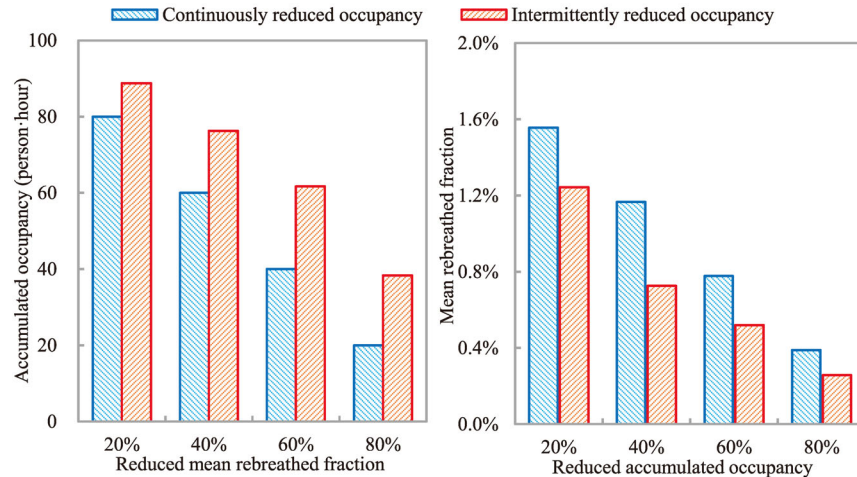 Continuously reduced occupancy Intermittently reduced occupancy
Accumulated occupancy (person·hour)
100
80
60
40
20
0
20% 40% 60% 80%
Reduced mean rebreathed fraction
Mean rebreathed fraction
2.0%
1.6%
1.2%
0.8%
0.4%
0.0%
20% 40% 60% 80%
Reduced accumulated occupancy